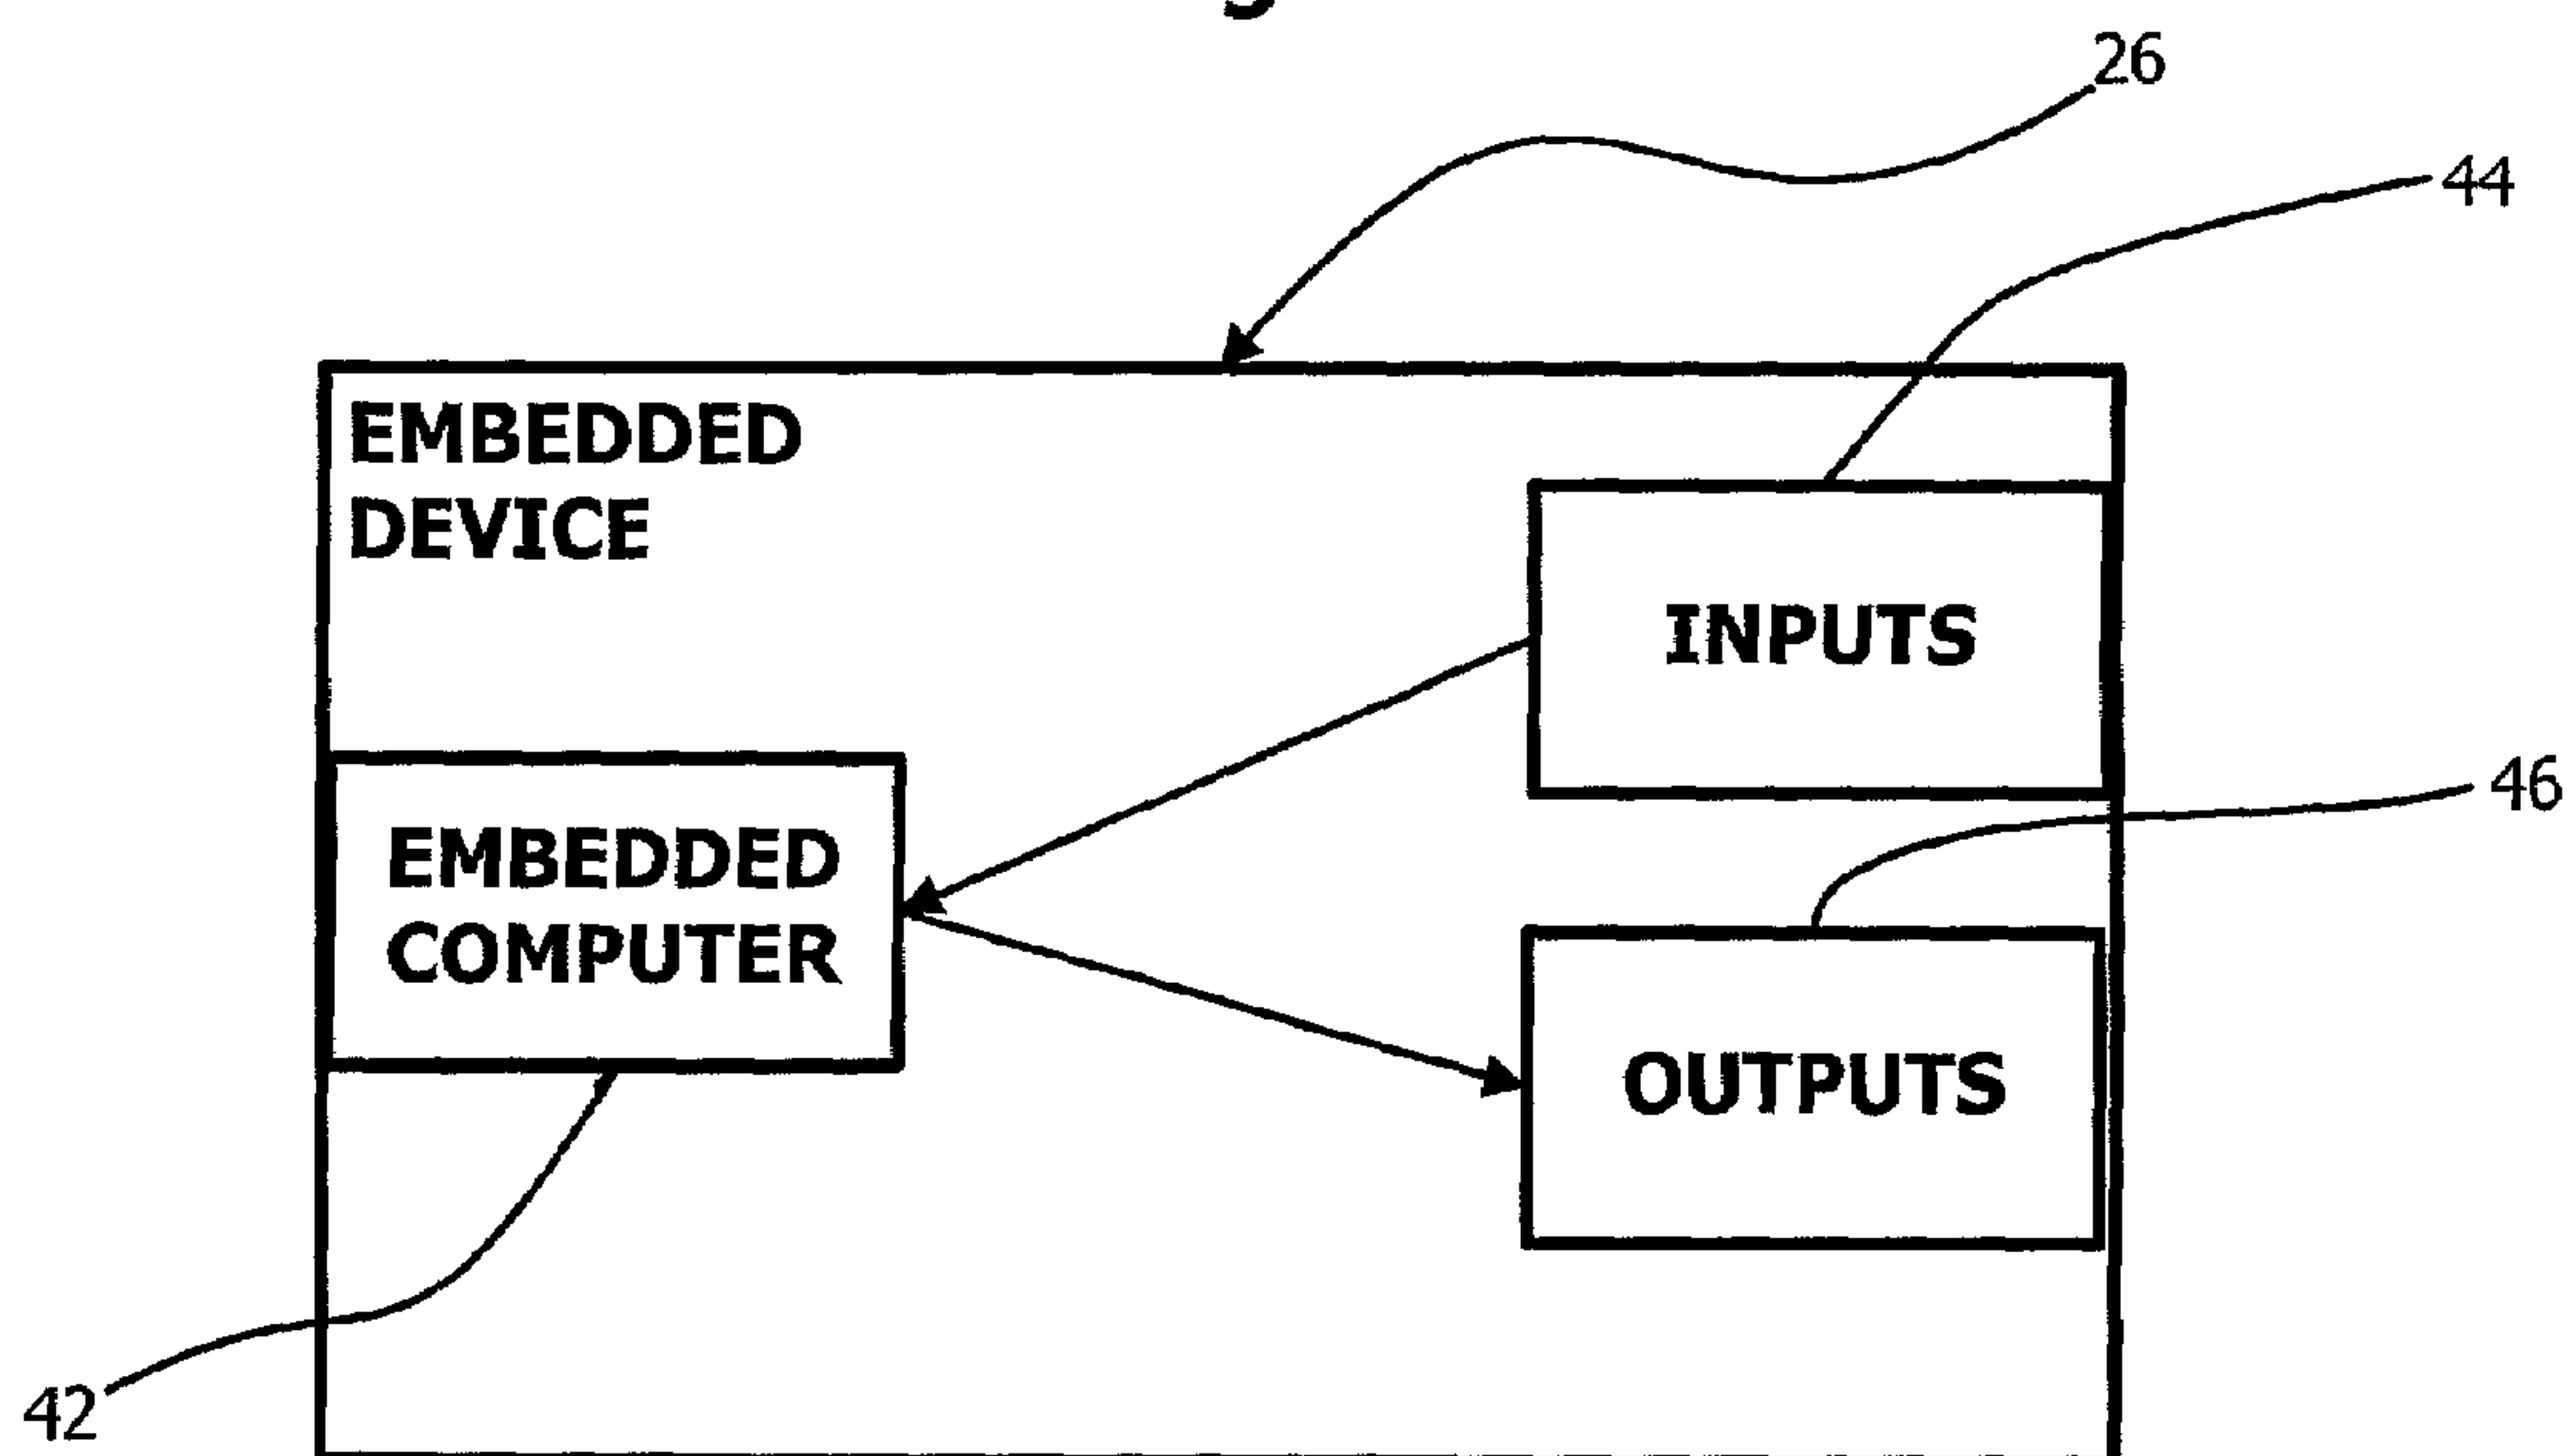 26
44
EMBEDDED
DEVICE
INPUTS
46
EMBEDDED
COMPUTER
OUTPUTS
42